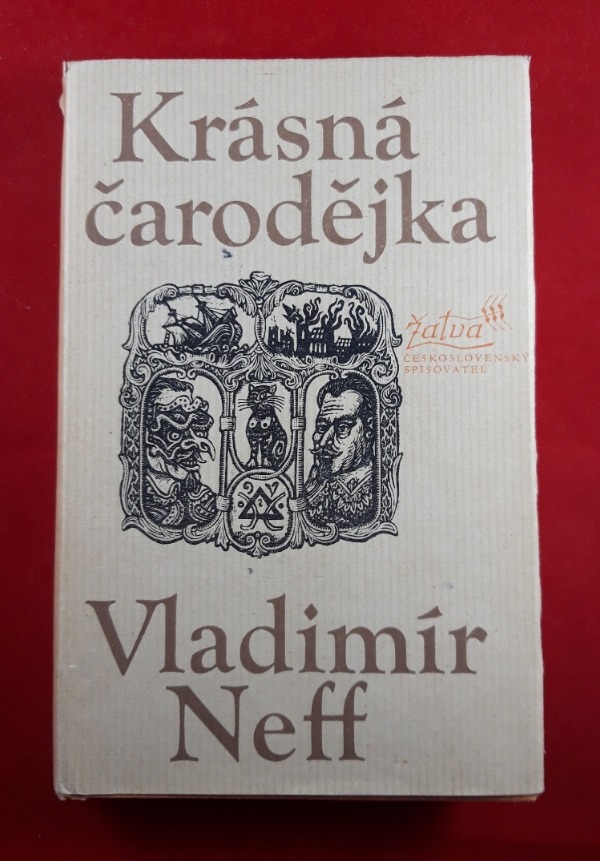 Krásná
čarodějka
Žatva
ČESKOSLOVENSKÝ
SPISOVATEL
Vladimír
Neff